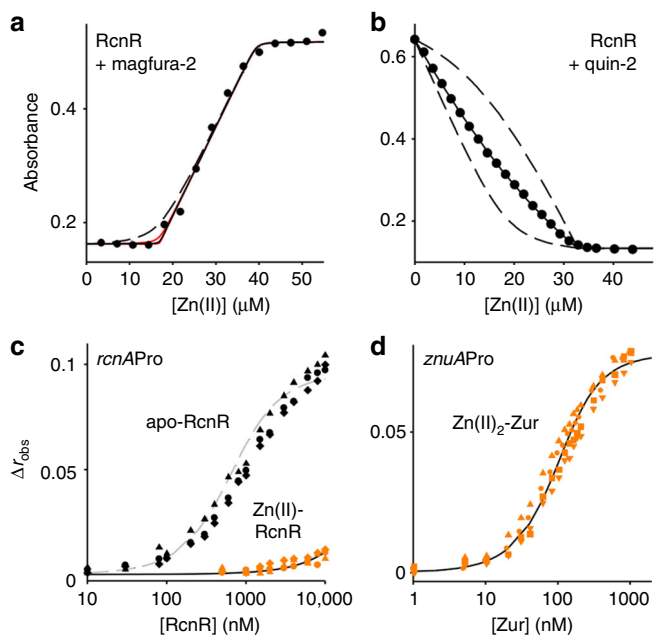 a
RcnR
+ magfura-2
Absorbance
0.4
0.2
0 10 20 30 40 50
[Zn(II)] (μM)
b
RcnR
+ quin-2
0.6
0.4
0.2
0 10 20 30 40
[Zn(II)] (μM)
c
rcnAPro
apo-RcnR
Zn(II)-
RcnR
Δrobs
0.1
0.05
0
10 100 1000 10,000
[RcnR] (nM)
d
znuAPro
Zn(II)2-Zur
0.05
0
1 10 100 1000
[Zur] (nM)